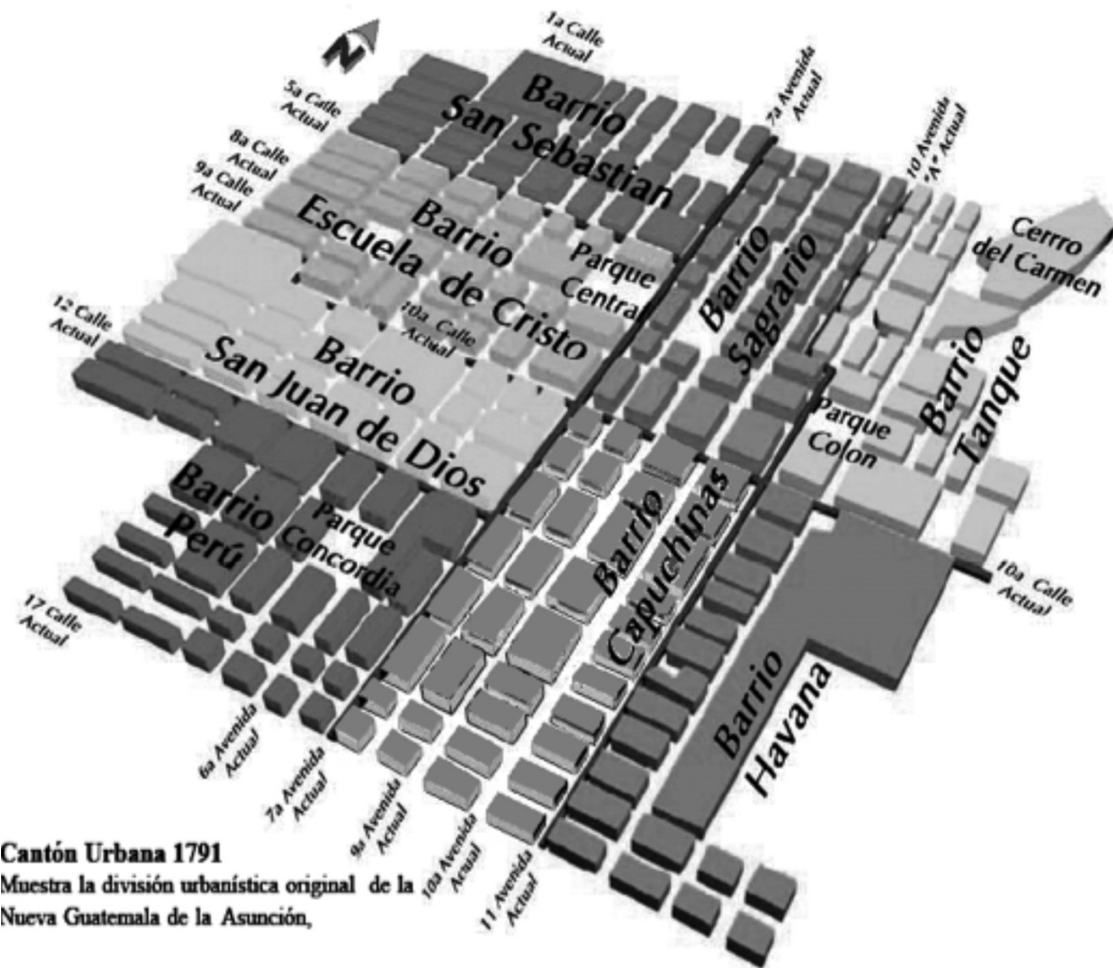 N
1a Calle
Actual
5a Calle
Actual
8a Calle
Actual
9a Calle
Actual
7a Avenida
Actual
10 Avenida
"A" Actual
Barrio
San Sebastian
Barrio
Escuela de Cristo
Parque
Central
10a Calle
Actual
Barrio
Sagrario
Cerrro
del Carmen
Barrio
Tanque
Parque
Colon
12 Calle
Actual
Barrio
San Juan de Dios
Barrio
Perú
Parque
Concordia
Barrio
Capuchinas
Barrio
Havana
10a Calle
Actual
17 Calle
Actual
6a Avenida
Actual
7a Avenida
Actual
9a Avenida
Actual
10a Avenida
Actual
11 Avenida
Actual
Cantón Urbana 1791
Muestra la división urbanística original de la
Nueva Guatemala de la Asunción,